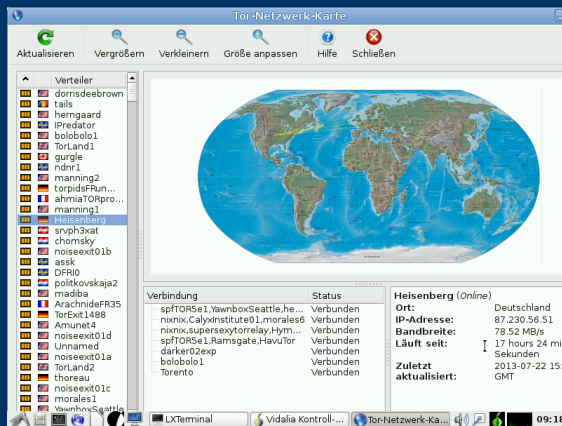 Tor-Netzwerk-Karte
Aktualisieren Vergrößern Verkleinern Größe anpassen Hilfe Schließen
Verteiler
dorrisdeebrown
tails
herngaard
IPredator
bolobolo1
TorLand1
gurgle
ndnr1
manning2
torpidsFRun...
ahmiaTORpro...
manning1
Heisenberg
srvph3xat
chomsky
noiseexit01b
assk
DFRI0
politkovskaja2
madiba
ArachnideFR35
TorExit1488
Amunet4
noiseexit01d
Unnamed
noiseexit01a
TorLand2
thoreau
noiseexit01c
morales1
YawnboxSeattle
Verbindung Status
spfTOR5e1,YawnboxSeattle,he... Verbunden
nixnix,CalyxInstitute01,morales6 Verbunden
nixnix,supersexytorrelay,Hym... Verbunden
spfTOR5e1,Ramsgate,HavuTor Verbunden
darker02exp Verbunden
bolobolo1 Verbunden
Torento Verbunden
Heisenberg (Online)
Ort: Deutschland
IP-Adresse: 87.230.56.51
Bandbreite: 78.52 MB/s
Läuft seit: 17 hours 24 mi
Sekunden
Zuletzt 2013-07-22 15:
aktualisiert: GMT
LXTerminal Vidalia Kontroll-... Tor-Netzwerk-Ka... 09:18